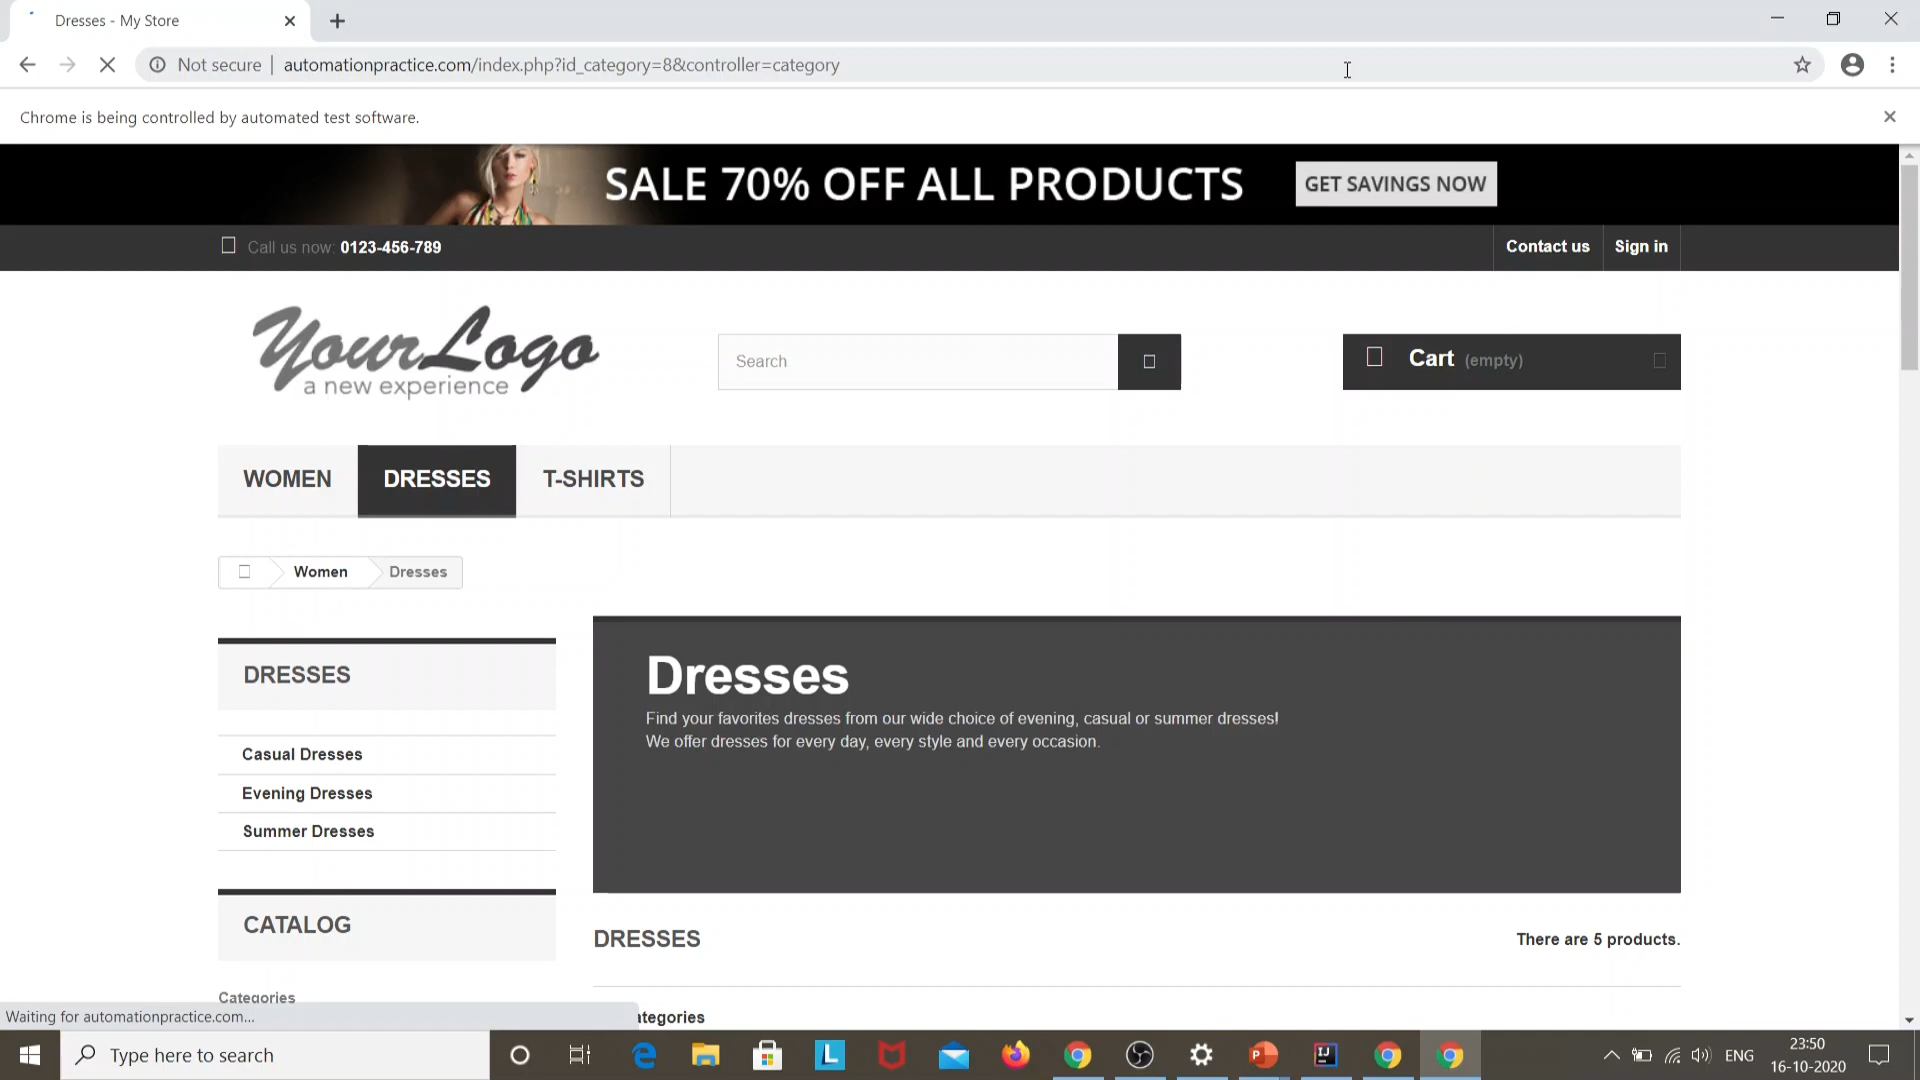 Dresses - My Store
Not secure | automationpractice.com/index.php?id_category=8&controller=category
Chrome is being controlled by automated test software.
SALE 70% OFF ALL PRODUCTS
GET SAVINGS NOW
Call us now: 0123-456-789
Contact us
Sign in
YourLogo
a new experience
Search
Cart (empty)
WOMEN
DRESSES
T-SHIRTS
Women
Dresses
DRESSES
Casual Dresses
Evening Dresses
Summer Dresses
CATALOG
Categories
Dresses
Find your favorites dresses from our wide choice of evening, casual or summer dresses!
We offer dresses for every day, every style and every occasion.
DRESSES
There are 5 products.
ategories
Waiting for automationpractice.com...
Type here to search
ENG
23:50
16-10-2020